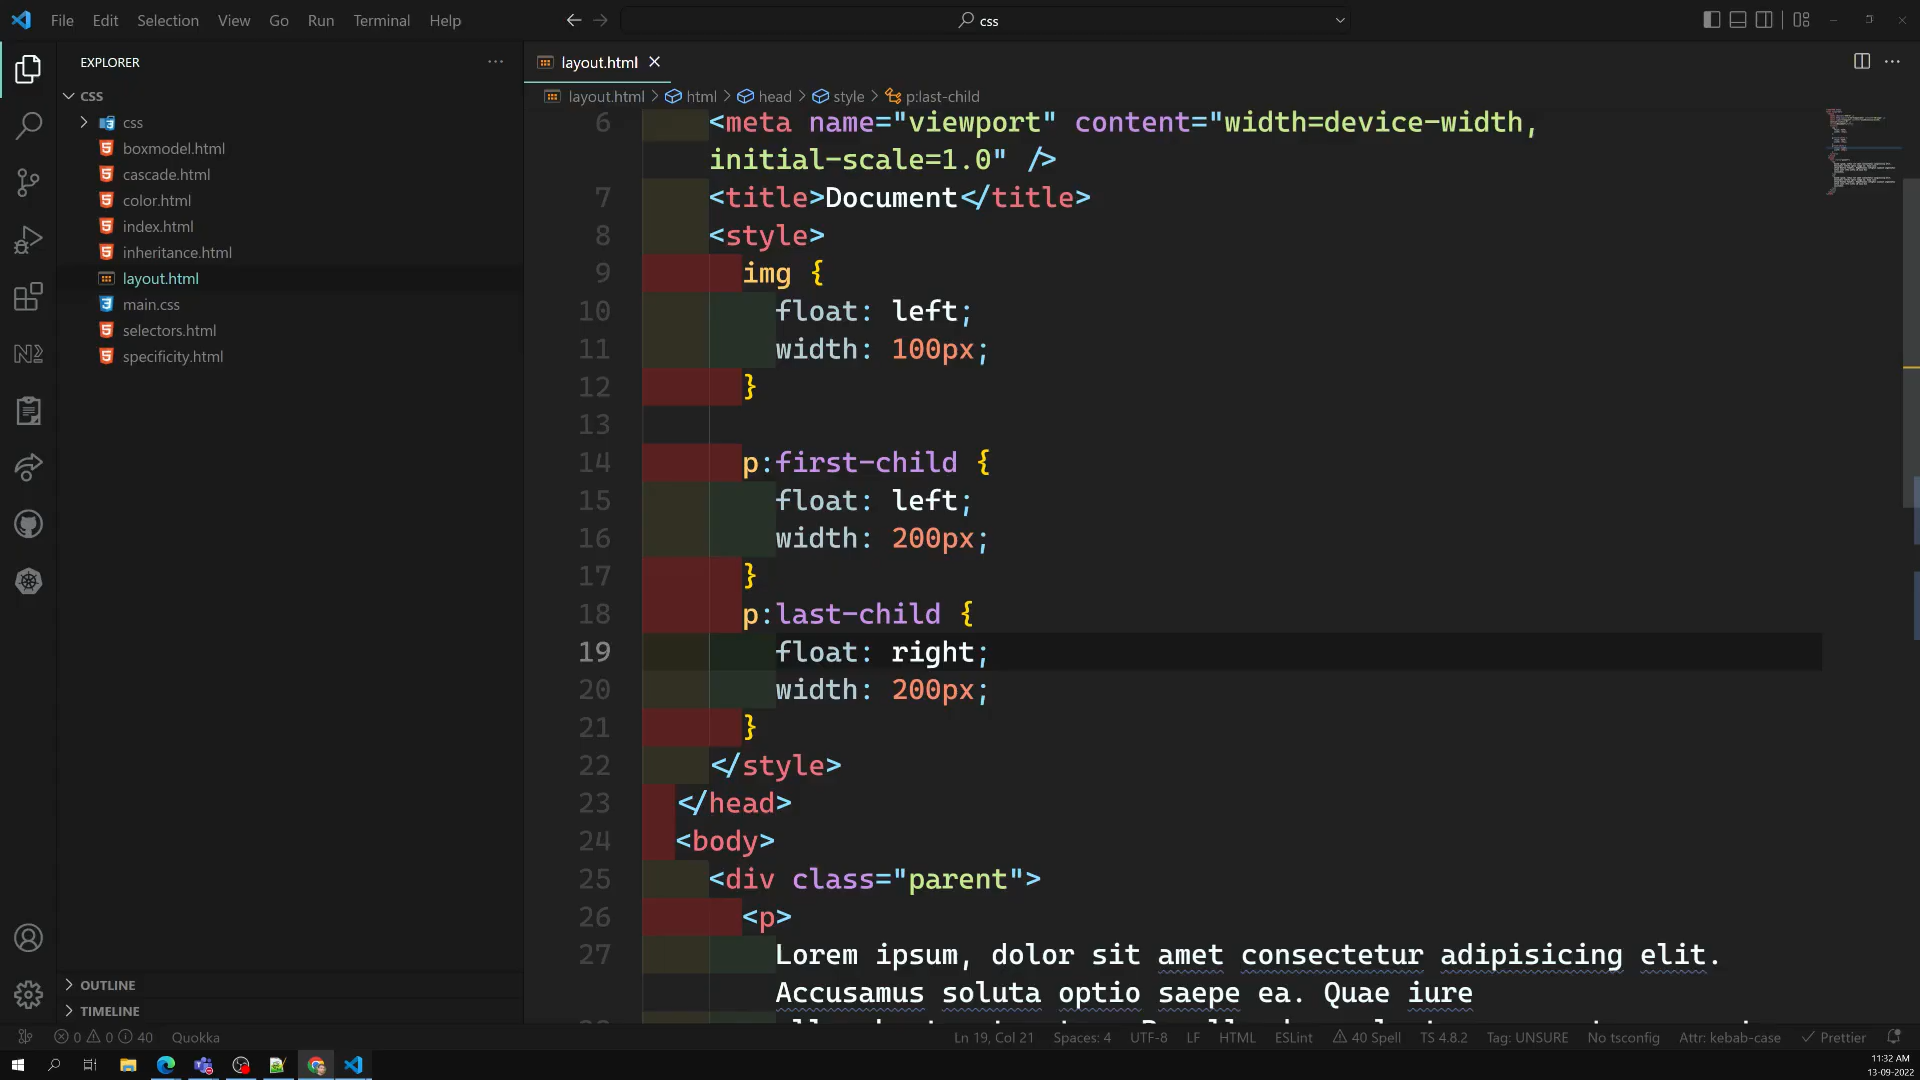 File Edit Selection View Go Run Terminal Help
css
EXPLORER
CSS
css
boxmodel.html
cascade.html
color.html
index.html
inheritance.html
layout.html
main.css
selectors.html
specificity.html
OUTLINE
TIMELINE
layout.html
layout.html > html > head > style > p:last-child
6 <meta name="viewport" content="width=device-width,
initial-scale=1.0" />
7 <title>Document</title>
8 <style>
9 img {
10 float: left;
11 width: 100px;
12 }
13
14 p:first-child {
15 float: left;
16 width: 200px;
17 }
18 p:last-child {
19 float: right;
20 width: 200px;
21 }
22 </style>
23 </head>
24 <body>
25 <div class="parent">
26 <p>
27 Lorem ipsum, dolor sit amet consectetur adipisicing elit.
Accusamus soluta optio saepe ea. Quae iure
0 0 40 Quokka Ln 19, Col 21 Spaces: 4 UTF-8 LF HTML ESLint 40 Spell TS 4.8.2 Tag: UNSURE No tsconfig Attr: kebab-case Prettier
11:32 AM
13-09-2022